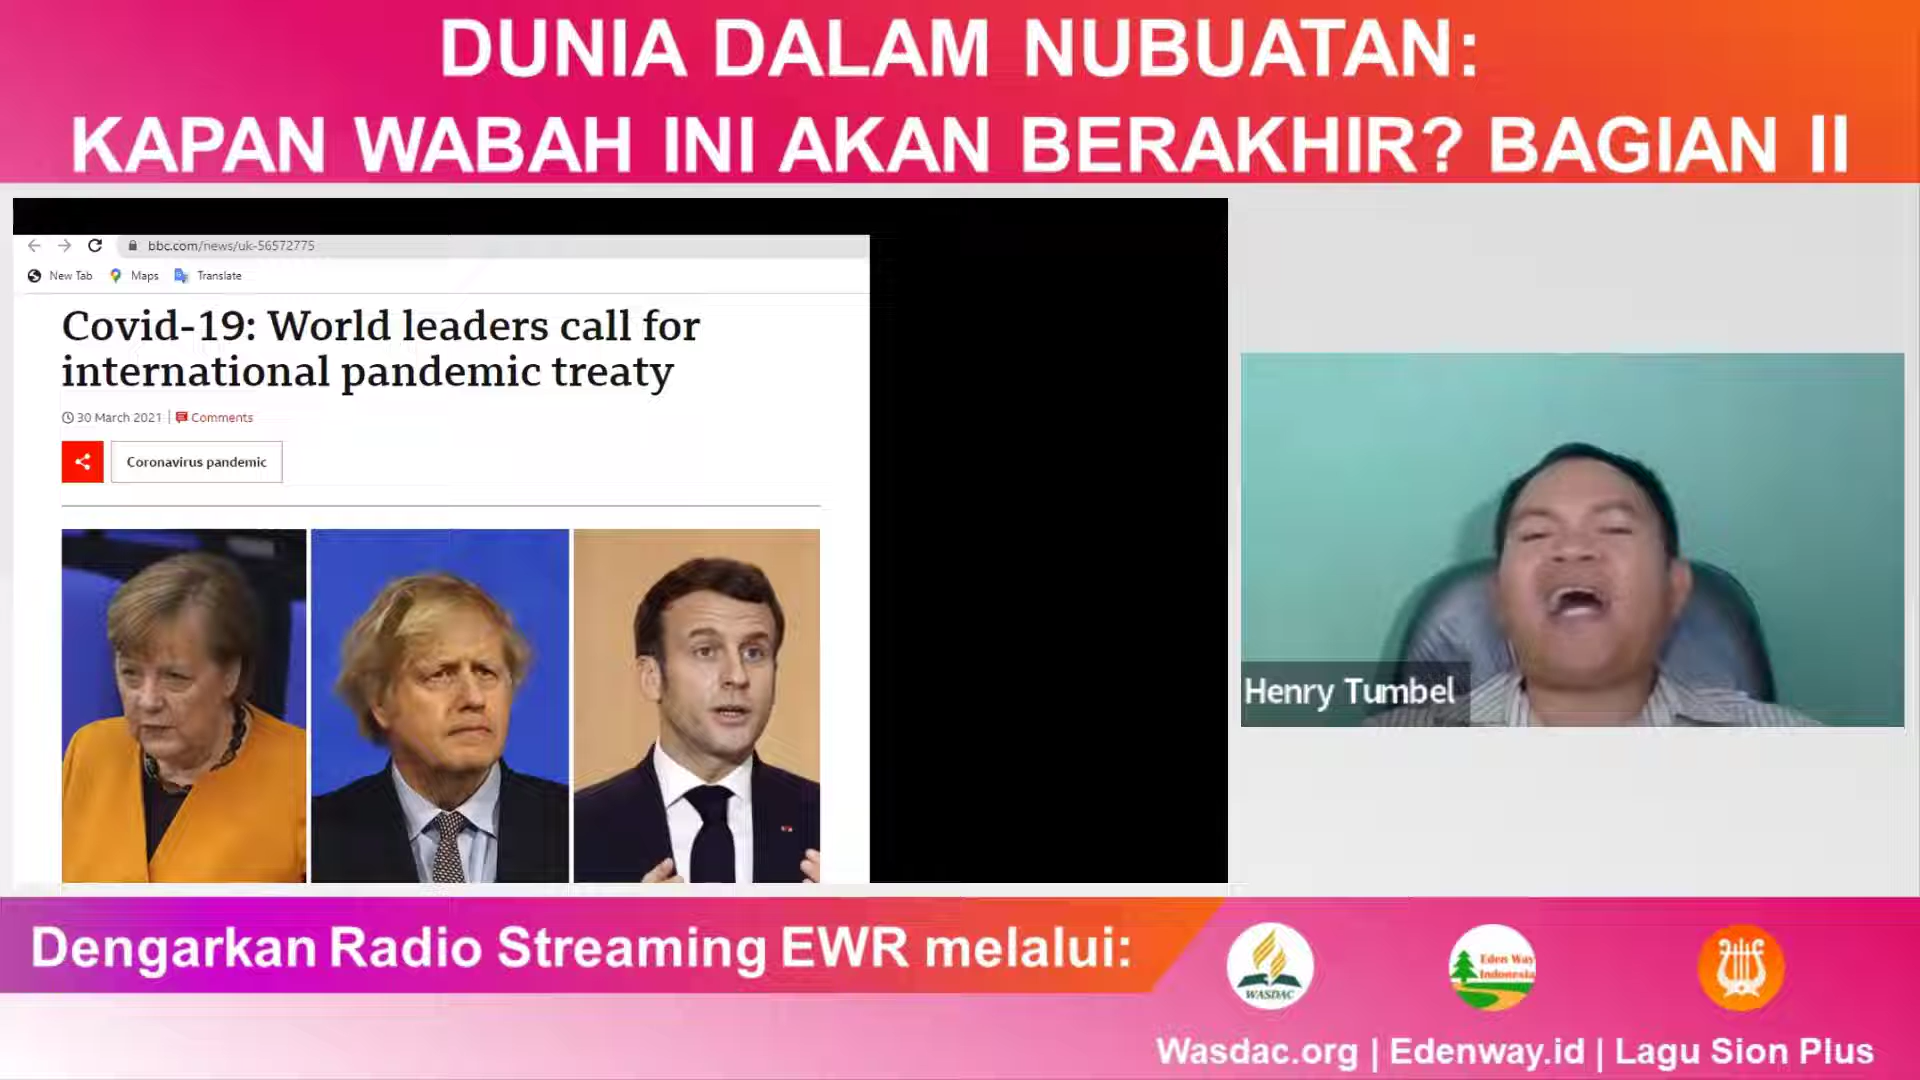 DUNIA DALAM NUBUATAN:
KAPAN WABAH INI AKAN BERAKHIR? BAGIAN II
bbc.com/news/uk-56572775
New Tab Maps Translate
Covid-19: World leaders call for
international pandemic treaty
30 March 2021 | Comments
Coronavirus pandemic
Henry Tumbel
Dengarkan Radio Streaming EWR melalui:
WASDAC
Eden Way
Indonesia
Wasdac.org | Edenway.id | Lagu Sion Plus